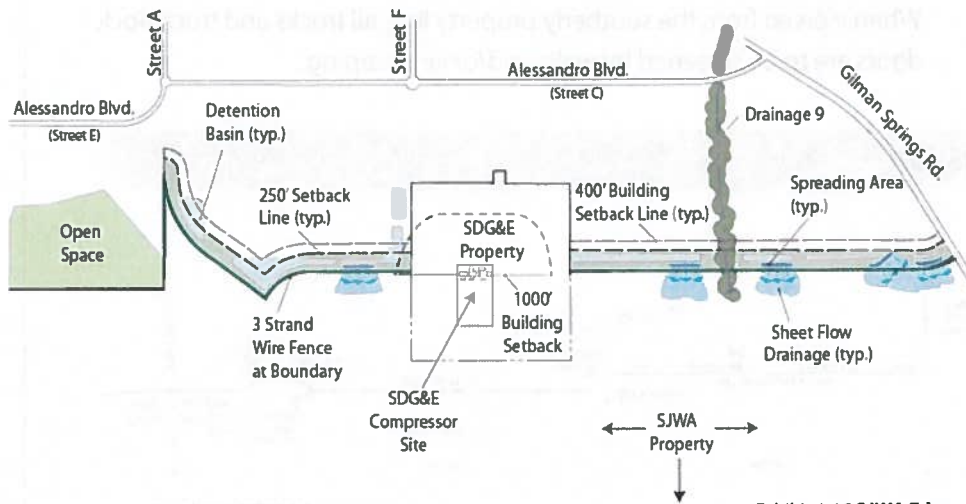 Street A
Street F
Alessandro Blvd.
(Street C)
Alessandro Blvd.
(Street E)
Gilman Springs Rd.
Detention
Basin (typ.)
Drainage 9
250' Setback
Line (typ.)
400' Building
Setback Line (typ.)
Spreading Area
(typ.)
Open
Space
SDG&E
Property
1000'
Building
Setback
3 Strand
Wire Fence
at Boundary
Sheet Flow
Drainage (typ.)
SDG&E
Compressor
Site
SJWA
Property